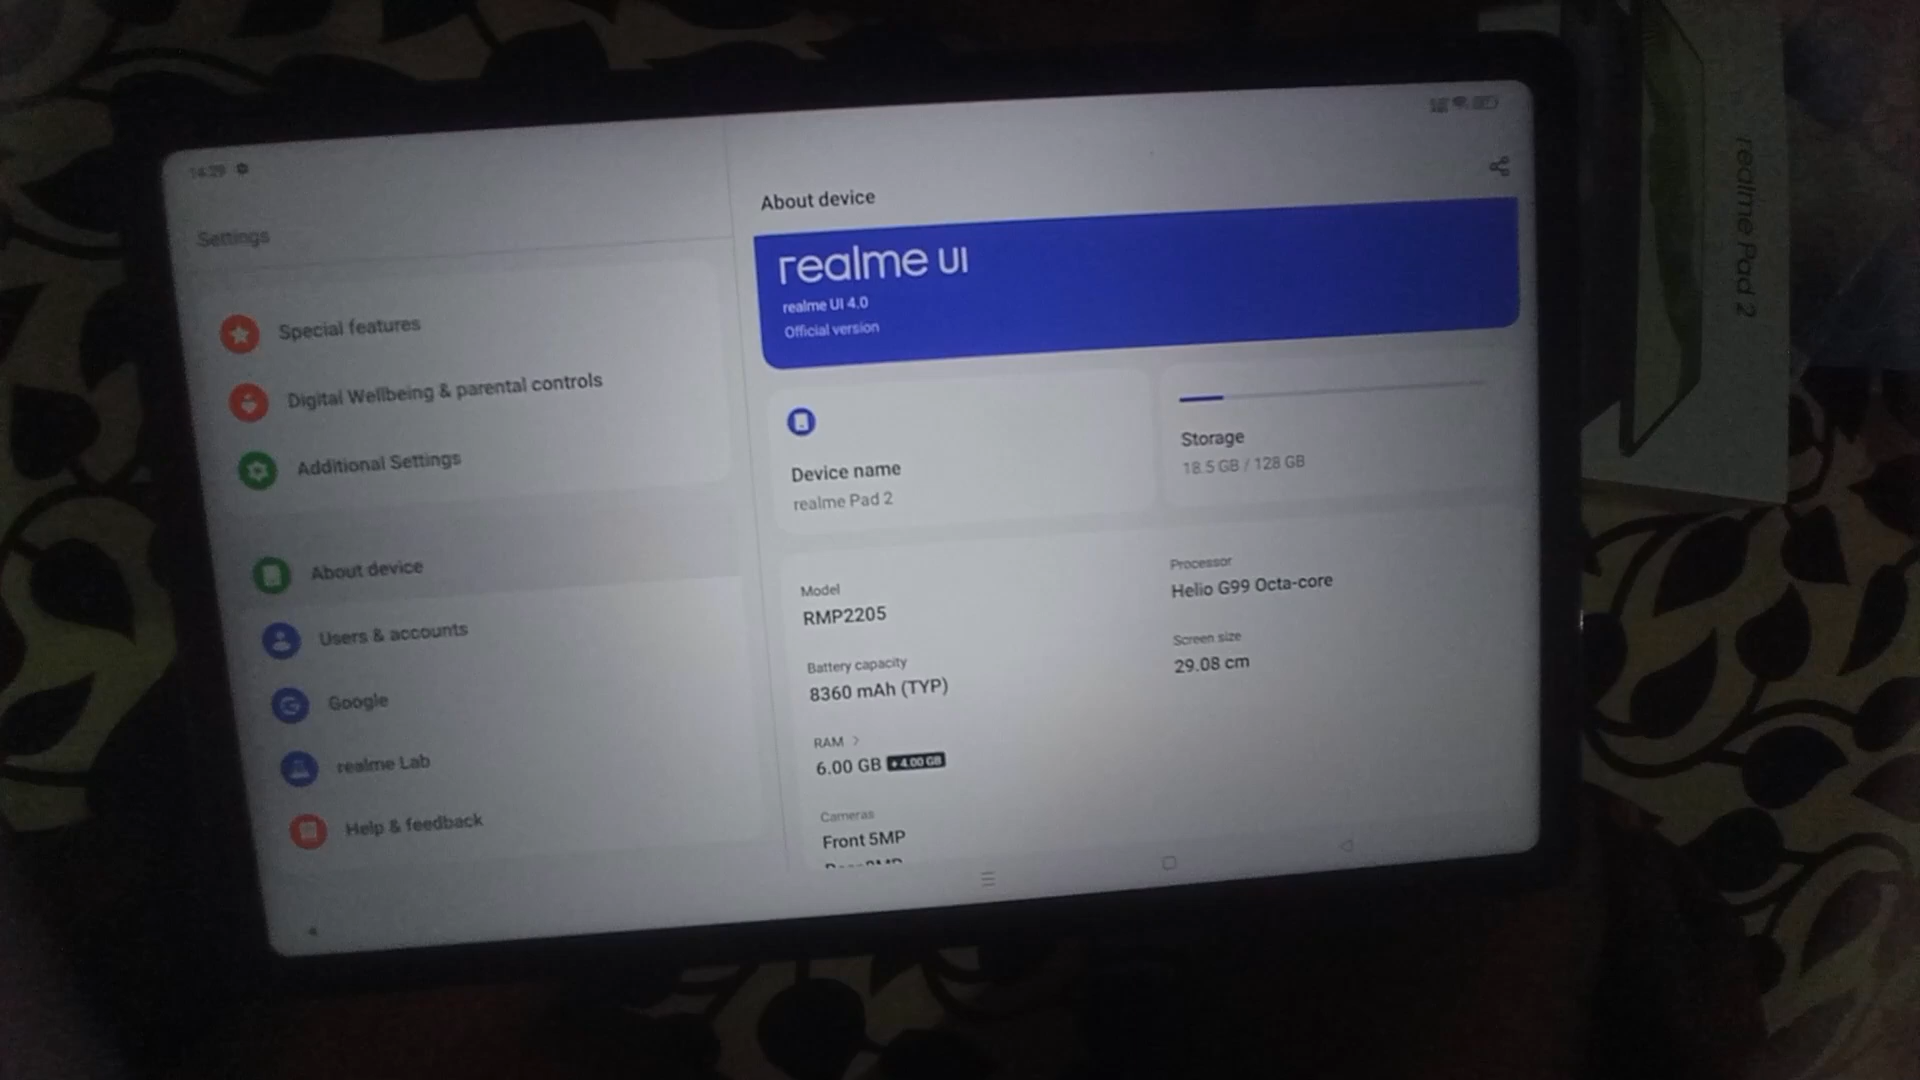 14:29
Settings
Special features
Digital Wellbeing & parental controls
Additional Settings
About device
Users & accounts
Google
realme Lab
Help & feedback
About device
realme UI
realme UI 4.0
Official version
Device name
realme Pad 2
Storage
18.5 GB / 128 GB
Model
RMP2205
Processor
Helio G99 Octa-core
Battery capacity
8360 mAh (TYP)
Screen size
29.08 cm
RAM >
6.00 GB + 4.00 GB
Cameras
Front 5MP
realme Pad 2